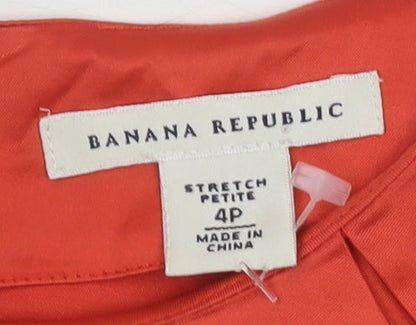 BANANA REPUBLIC
STRETCH
PETITE
4P
MADE IN
CHINA